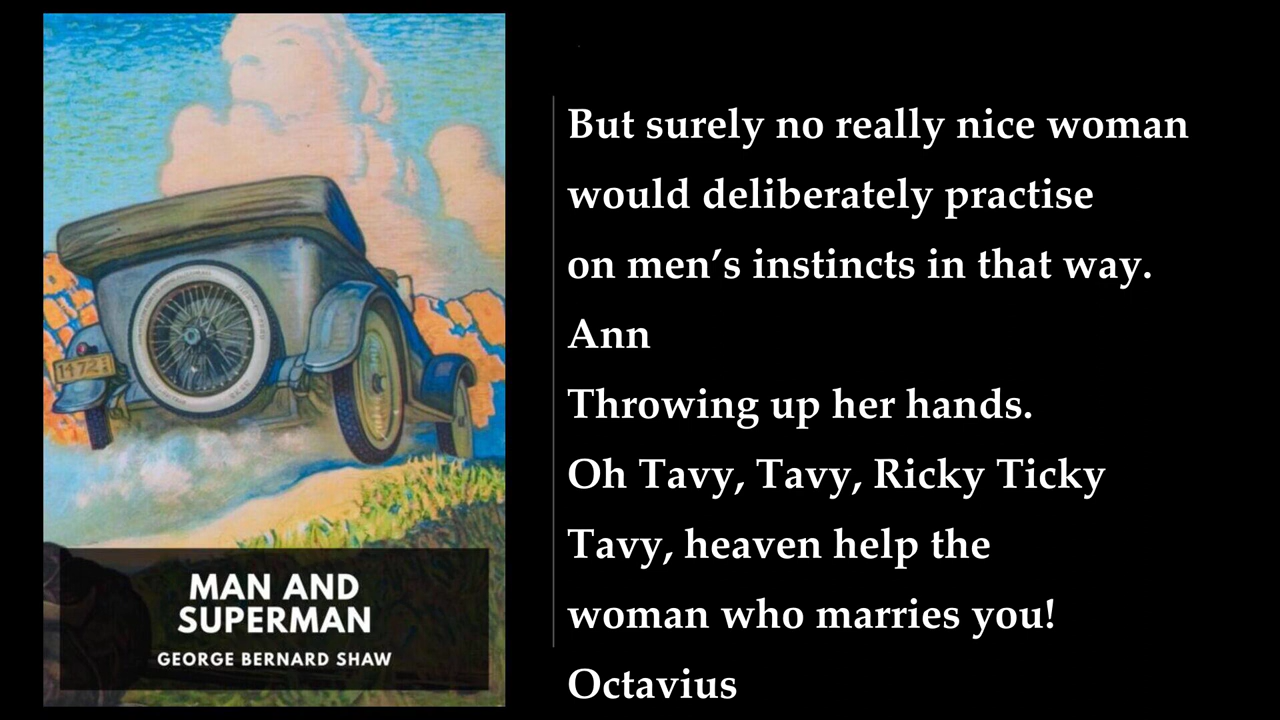 1472
MAN AND
SUPERMAN
GEORGE BERNARD SHAW
But surely no really nice woman
would deliberately practise
on men’s instincts in that way.
Ann
Throwing up her hands.
Oh Tavy, Tavy, Ricky Ticky
Tavy, heaven help the
woman who marries you!
Octavius